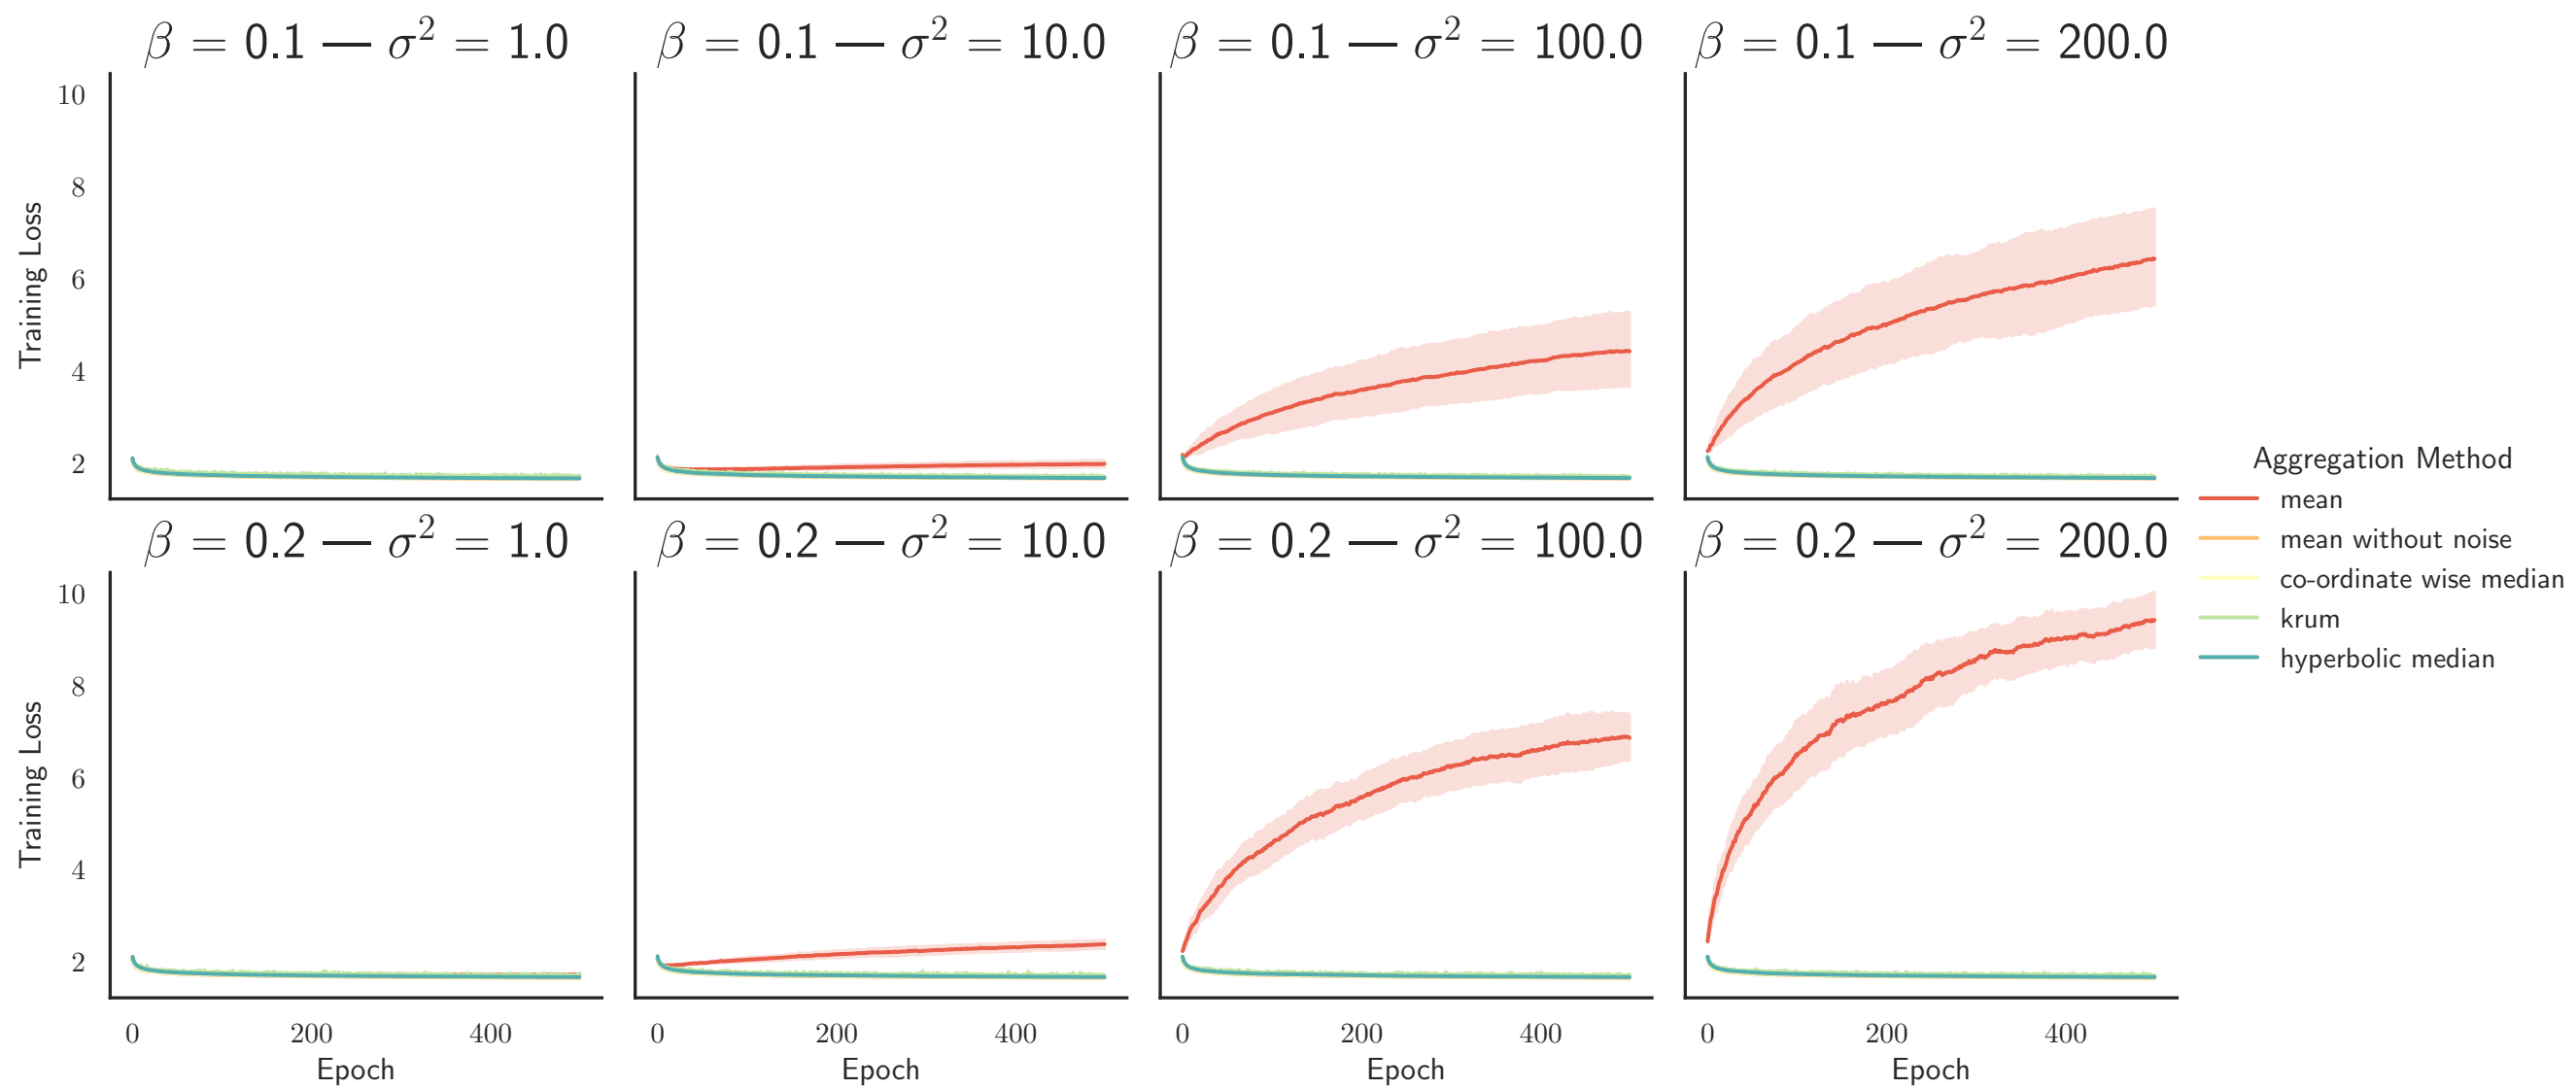 β = 0.1 — σ² = 1.0
β = 0.1 — σ² = 10.0
β = 0.1 — σ² = 100.0
β = 0.1 — σ² = 200.0
10
8
6
4
2
Training Loss
β = 0.2 — σ² = 1.0
β = 0.2 — σ² = 10.0
β = 0.2 — σ² = 100.0
β = 0.2 — σ² = 200.0
10
8
6
4
2
Training Loss
0 200 400
Epoch
0 200 400
Epoch
0 200 400
Epoch
0 200 400
Epoch
Aggregation Method
mean
mean without noise
co-ordinate wise median
krum
hyperbolic median